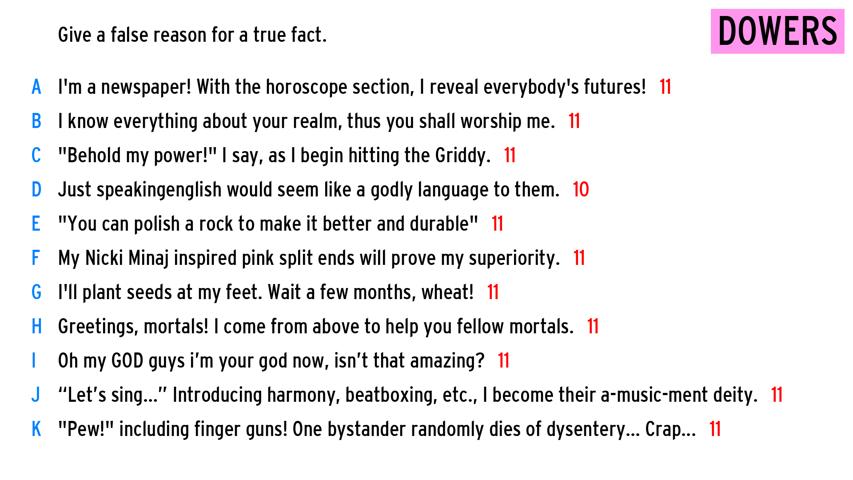 Give a false reason for a true fact.
DOWERS
A I'm a newspaper! With the horoscope section, I reveal everybody's futures! 11
B I know everything about your realm, thus you shall worship me. 11
C "Behold my power!" I say, as I begin hitting the Griddy. 11
D Just speakingenglish would seem like a godly language to them. 10
E "You can polish a rock to make it better and durable" 11
F My Nicki Minaj inspired pink split ends will prove my superiority. 11
G I'll plant seeds at my feet. Wait a few months, wheat! 11
H Greetings, mortals! I come from above to help you fellow mortals. 11
I Oh my GOD guys i’m your god now, isn’t that amazing? 11
J “Let’s sing...” Introducing harmony, beatboxing, etc., I become their a-music-ment deity. 11
K "Pew!" including finger guns! One bystander randomly dies of dysentery... Crap... 11